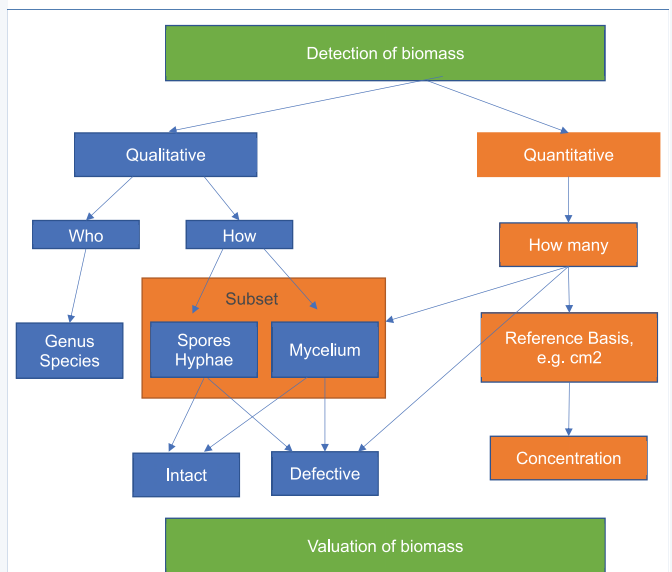 Detection of biomass
Qualitative
Quantitative
Who
How
How many
Subset
Genus
Species
Spores
Hyphae
Mycelium
Reference Basis,
e.g. cm2
Intact
Defective
Concentration
Valuation of biomass